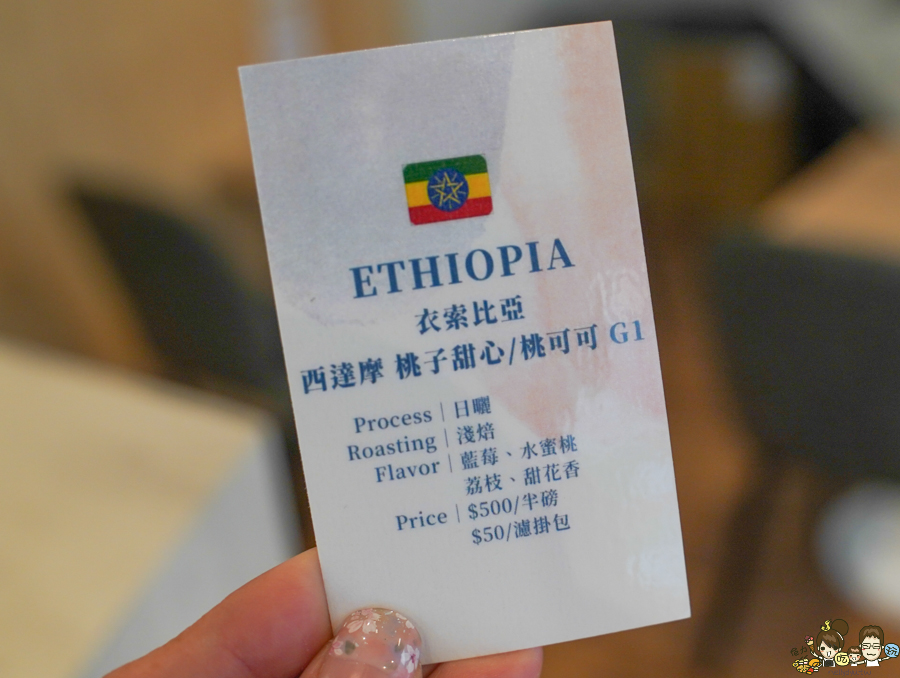 ETHIOPIA
衣索比亞
西達摩 桃子甜心/桃可可 G1
Process | 日曬
Roasting | 淺焙
Flavor | 藍莓、水蜜桃
荔枝、甜花香
Price | $500/半磅
$50/濾掛包